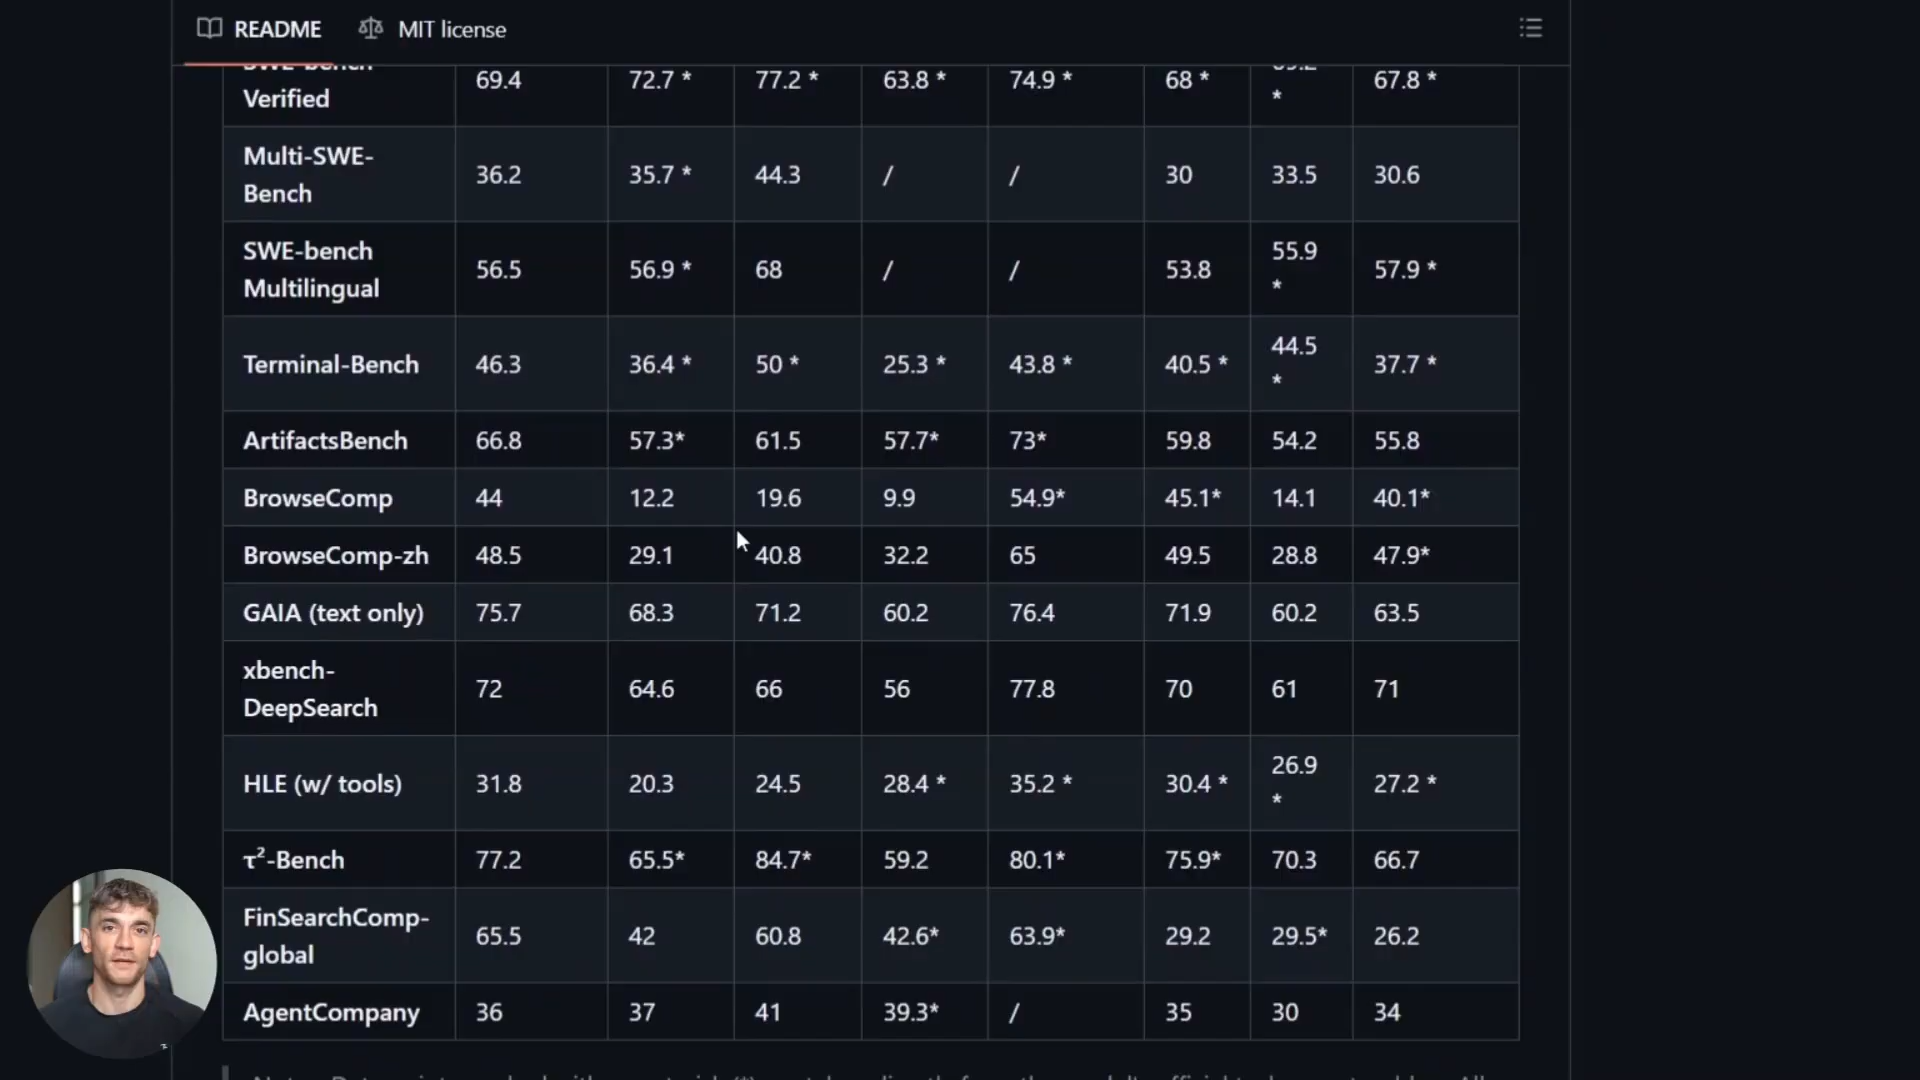 README MIT license
SWE-bench
Verified 69.4 72.7 * 77.2 * 63.8 * 74.9 * 68 * 69.2 * 67.8 *
Multi-SWE-
Bench 36.2 35.7 * 44.3 / / 30 33.5 30.6
SWE-bench
Multilingual 56.5 56.9 * 68 / / 53.8 55.9 * 57.9 *
Terminal-Bench 46.3 36.4 * 50 * 25.3 * 43.8 * 40.5 * 44.5 * 37.7 *
ArtifactsBench 66.8 57.3* 61.5 57.7* 73* 59.8 54.2 55.8
BrowseComp 44 12.2 19.6 9.9 54.9* 45.1* 14.1 40.1*
BrowseComp-zh 48.5 29.1 40.8 32.2 65 49.5 28.8 47.9*
GAIA (text only) 75.7 68.3 71.2 60.2 76.4 71.9 60.2 63.5
xbench-
DeepSearch 72 64.6 66 56 77.8 70 61 71
HLE (w/ tools) 31.8 20.3 24.5 28.4 * 35.2 * 30.4 * 26.9 * 27.2 *
τ²-Bench 77.2 65.5* 84.7* 59.2 80.1* 75.9* 70.3 66.7
FinSearchComp-
global 65.5 42 60.8 42.6* 63.9* 29.2 29.5* 26.2
AgentCompany 36 37 41 39.3* / 35 30 34